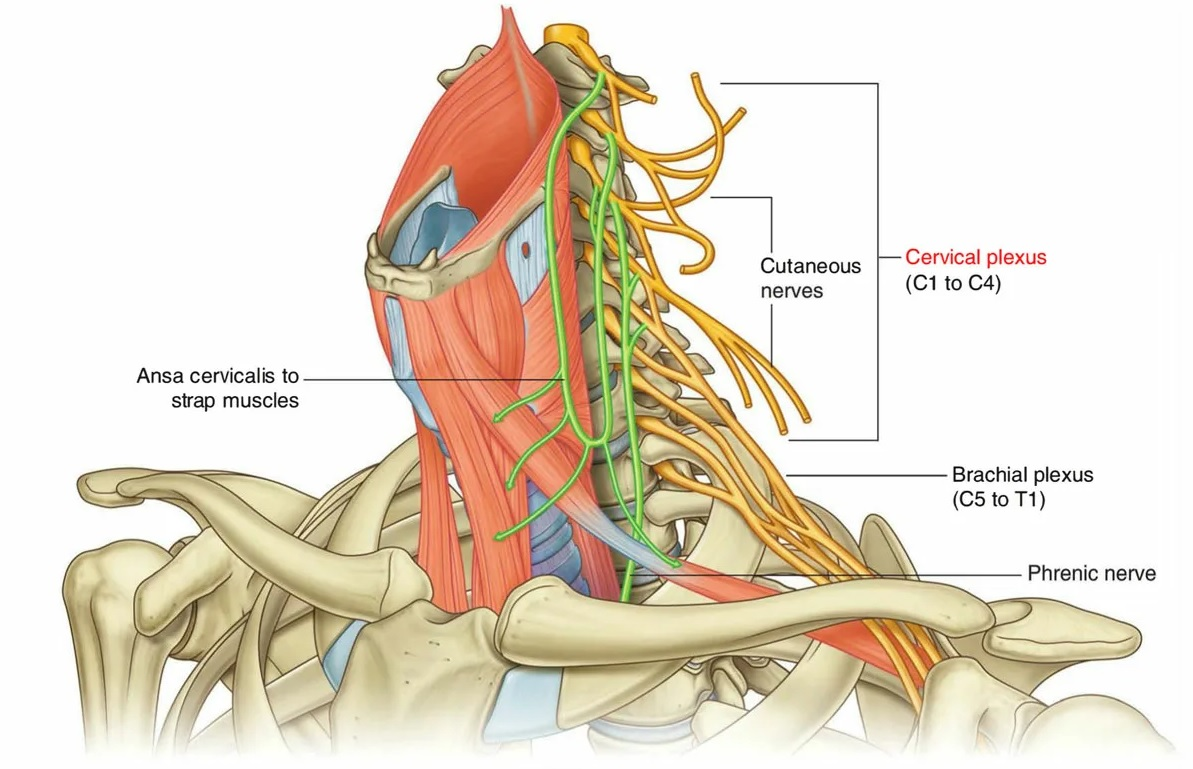 Cervical plexus
(C1 to C4)
Cutaneous
nerves
Ansa cervicalis to
strap muscles
Brachial plexus
(C5 to T1)
Phrenic nerve